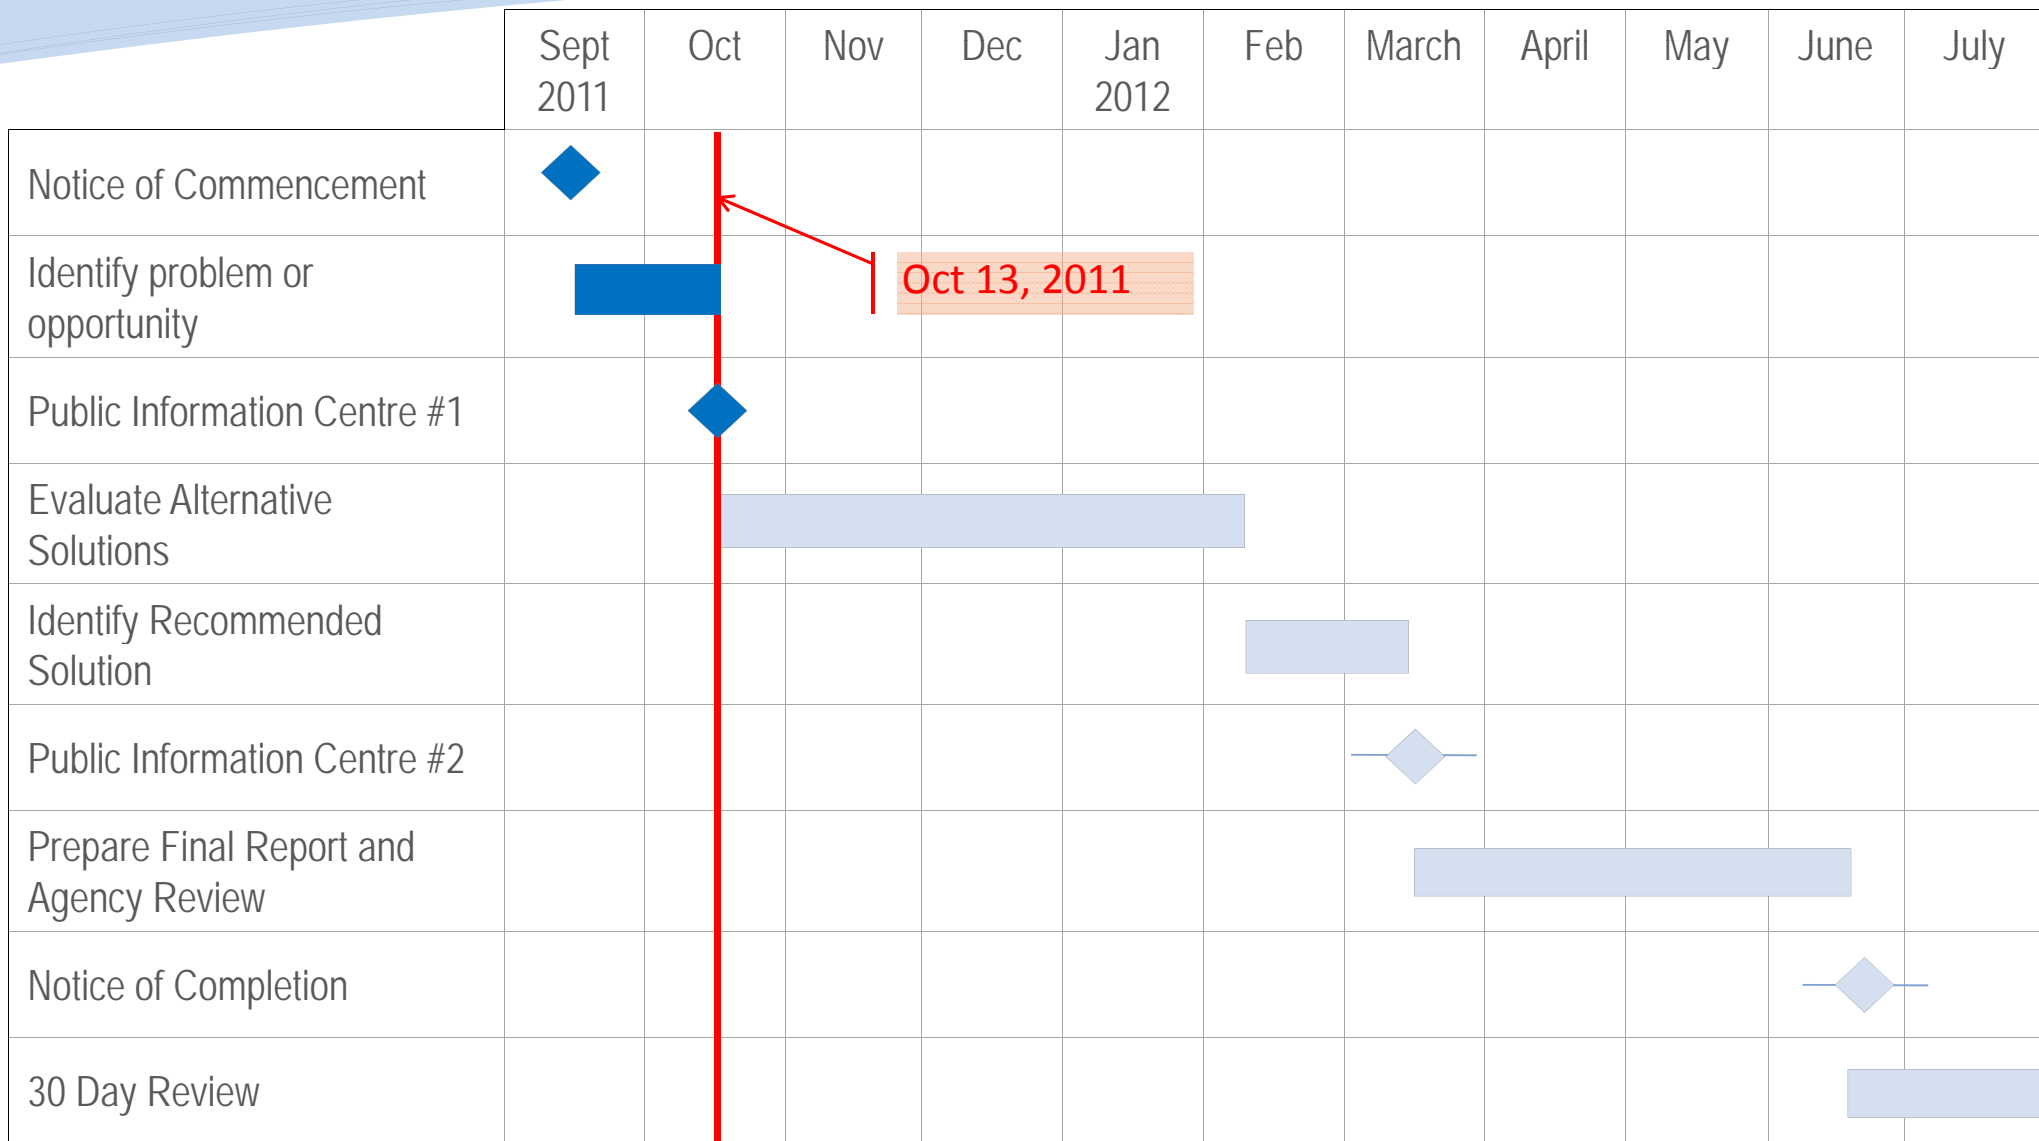 Sept
2011
Oct
Nov
Dec
Jan
2012
Feb
March
April
May
June
July
Notice of Commencement
Identify problem or
opportunity
Oct 13, 2011
Public Information Centre #1
Evaluate Alternative
Solutions
Identify Recommended
Solution
Public Information Centre #2
Prepare Final Report and
Agency Review
Notice of Completion
30 Day Review